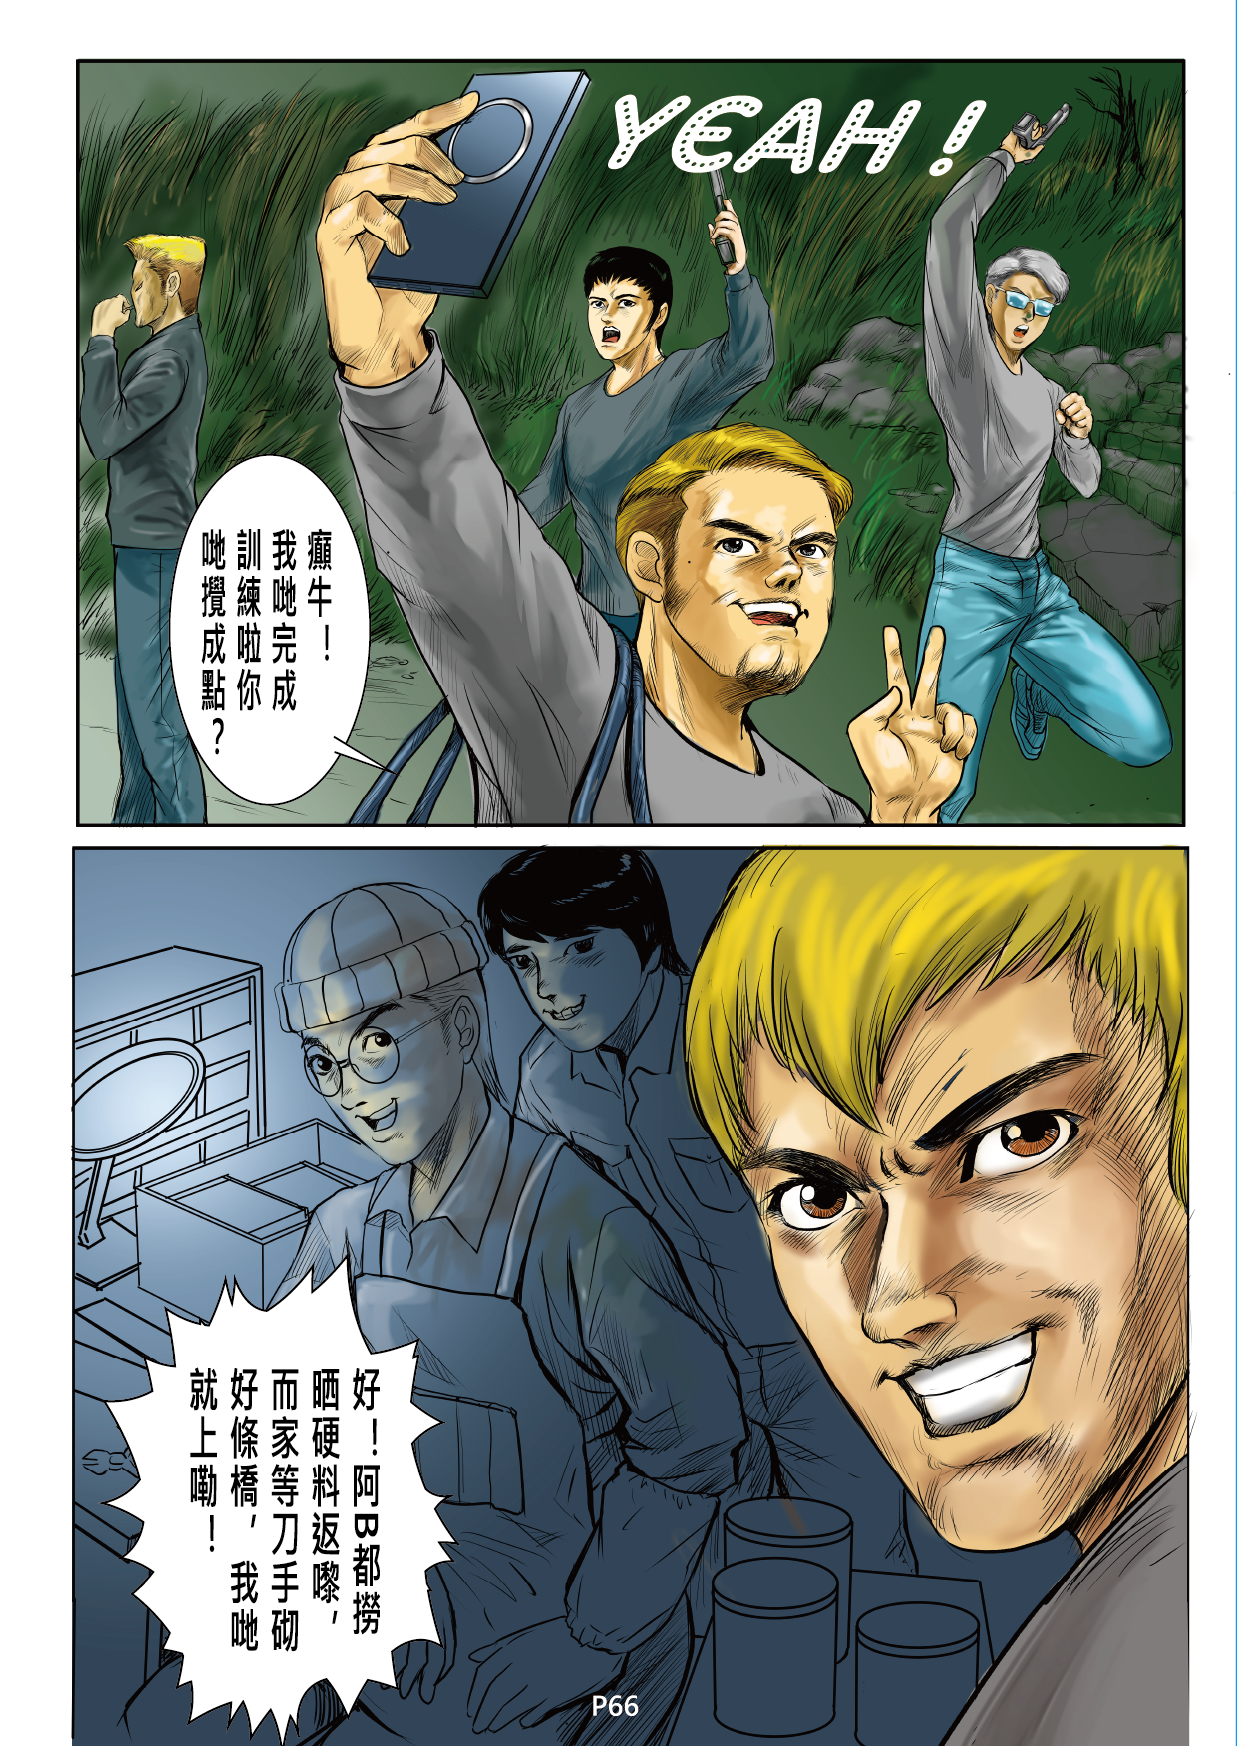 YEAH!
癲牛！
我哋完成
訓練啦你
哋攪成點？
好！阿B都撈
晒硬料返嚟，
而家等刀手砌
好條橋，我哋
就上嘞！
P66